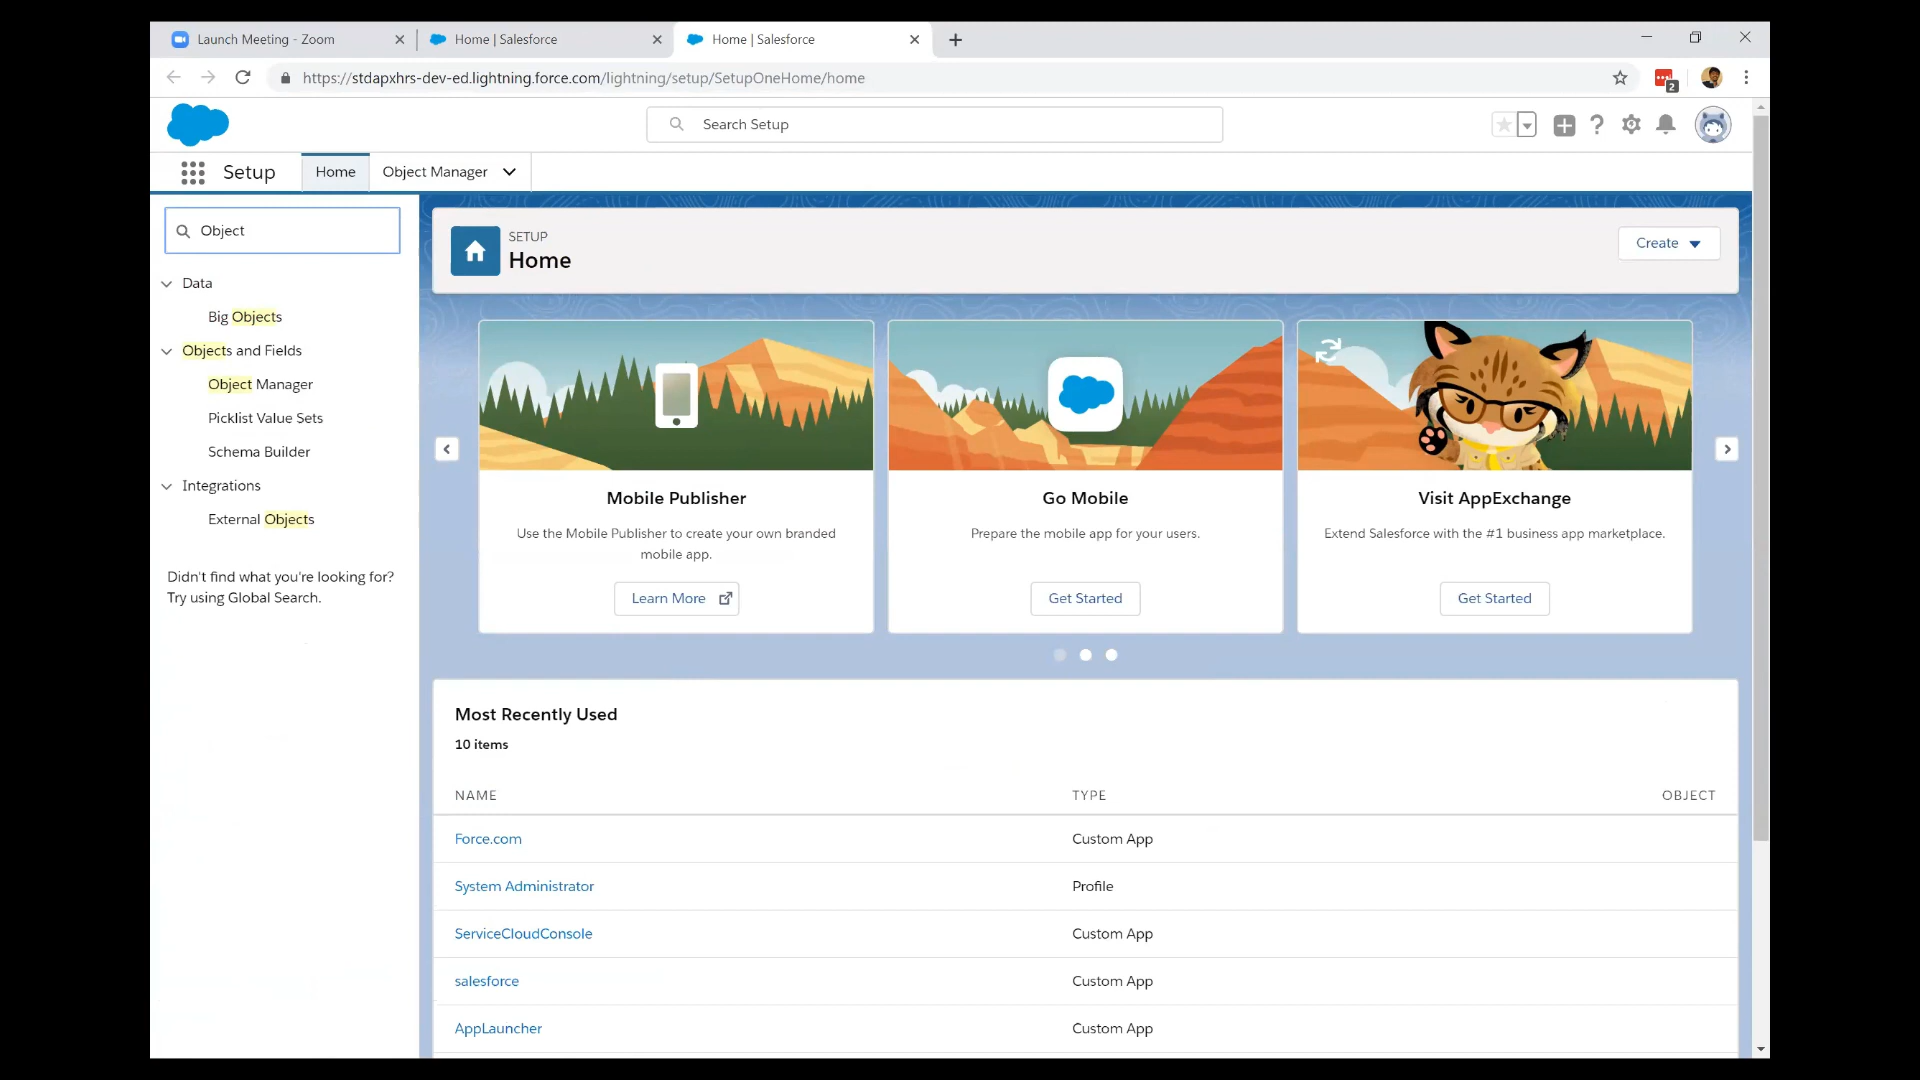 Launch Meeting - Zoom
Home | Salesforce
Home | Salesforce
https://stdapxhrs-dev-ed.lightning.force.com/lightning/setup/SetupOneHome/home
2
Search Setup
Setup
Home
Object Manager
Object
Data
Big Objects
Objects and Fields
Object Manager
Picklist Value Sets
Schema Builder
Integrations
External Objects
Didn't find what you're looking for?
Try using Global Search.
SETUP
Home
Create
Mobile Publisher
Use the Mobile Publisher to create your own branded
mobile app.
Learn More
Go Mobile
Prepare the mobile app for your users.
Get Started
Visit AppExchange
Extend Salesforce with the #1 business app marketplace.
Get Started
Most Recently Used
10 items
NAME TYPE OBJECT
Force.com Custom App
System Administrator Profile
ServiceCloudConsole Custom App
salesforce Custom App
AppLauncher Custom App